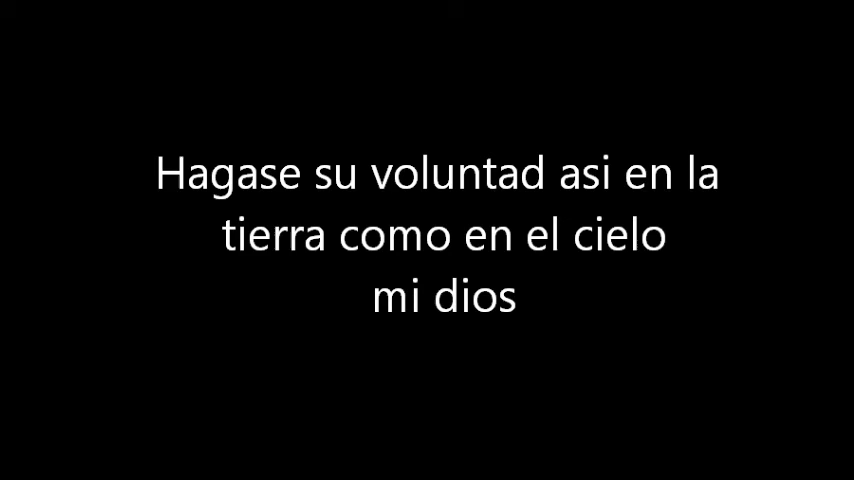 Hagase su voluntad asi en la
tierra como en el cielo
mi dios